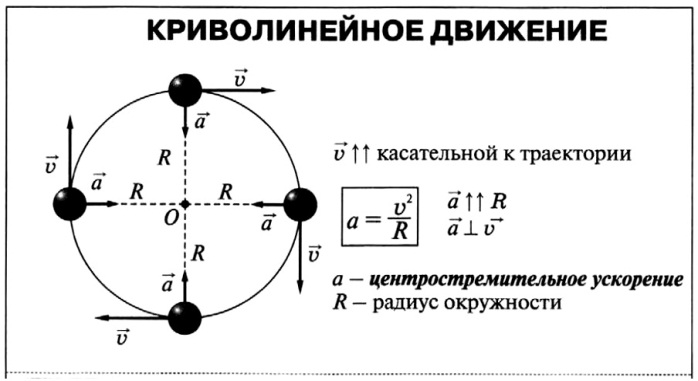 КРИВОЛИНЕЙНОЕ ДВИЖЕНИЕ
v⃗
a⃗
R
v⃗
a⃗
R
R
a⃗
O
v⃗
R
a⃗
v⃗
v⃗ ↑↑ касательной к траектории
a = v²/R
a⃗ ↑↑ R
a⃗ ⊥ v⃗
a – центростремительное ускорение
R – радиус окружности